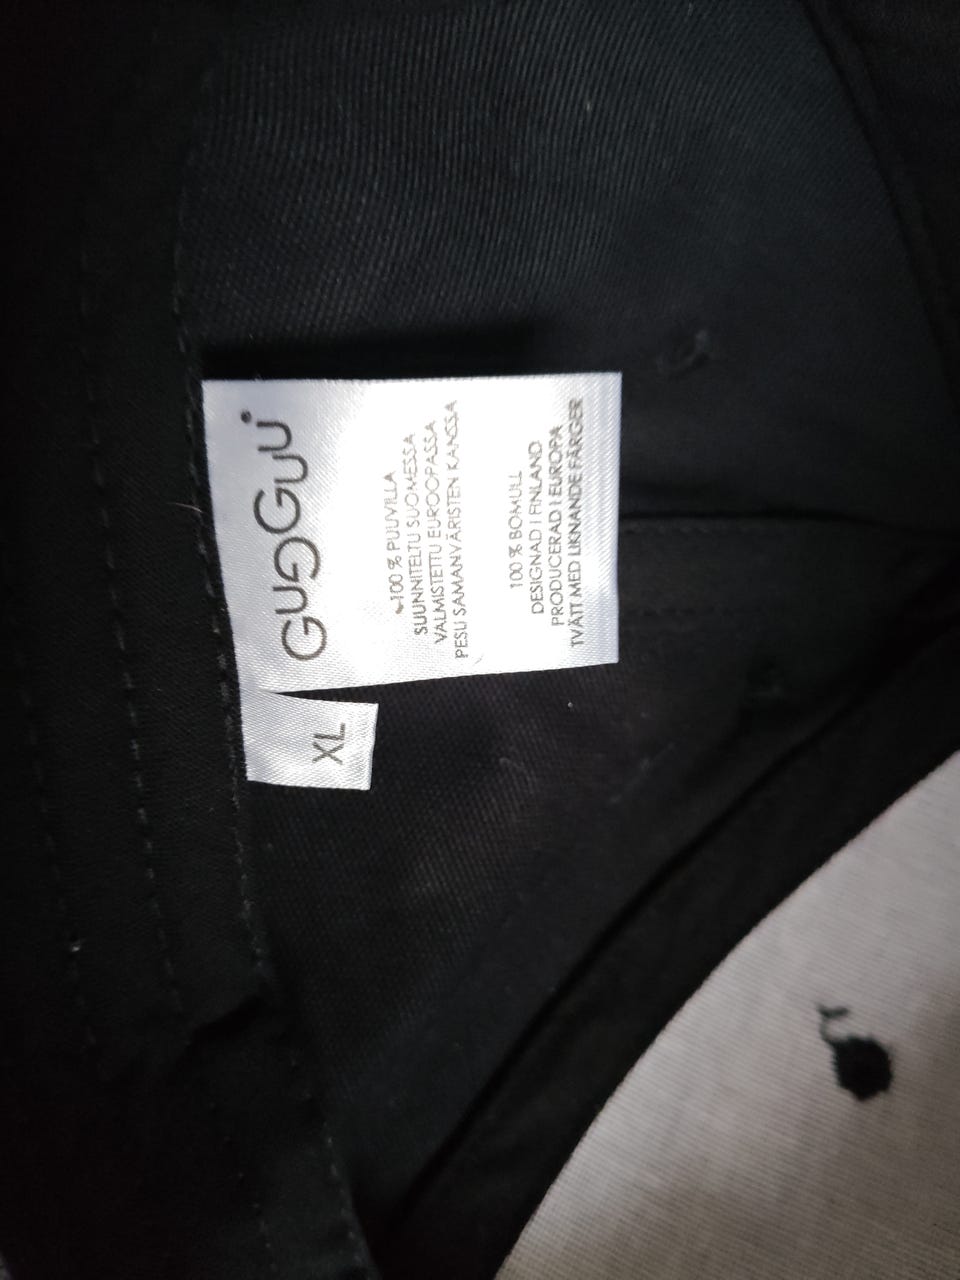 GUGGUU
100 % PUUVILLA
SUUNNITELTU SUOMESSA
VALMISTETTU EUROOPASSA
PESU SAMANVÄRISTEN KANSSA
100 % BOMULL
DESIGNAD I FINLAND
PRODUCERAD I EUROPA
TVÄTT MED LIKNANDE FÄRGER
XL